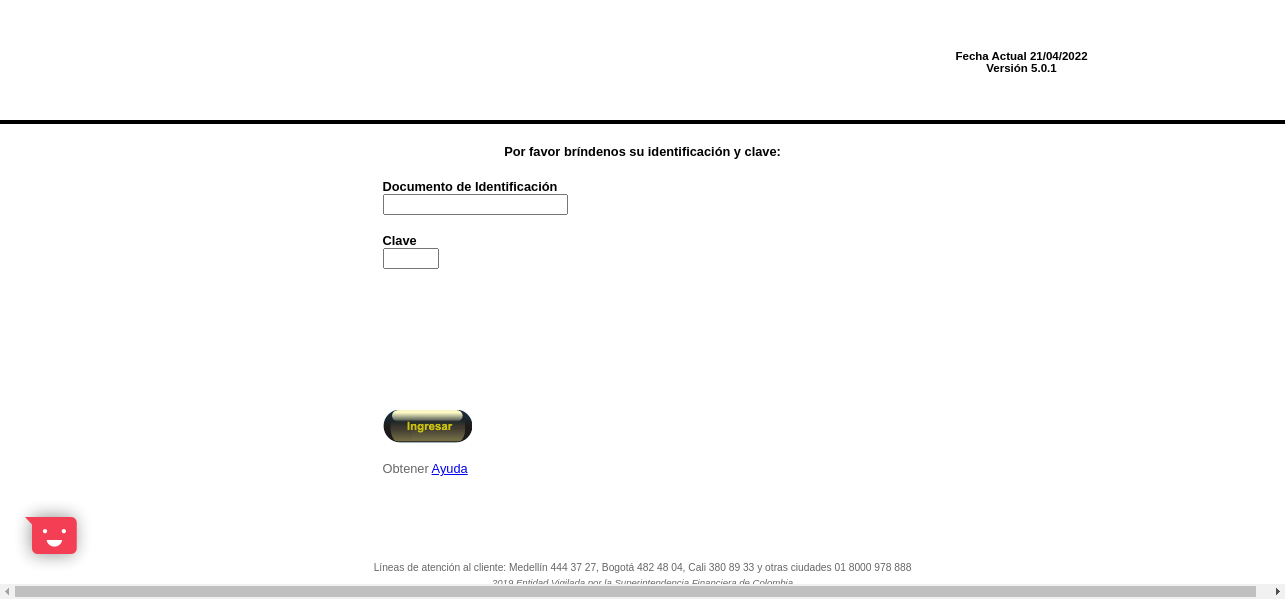 Fecha Actual 21/04/2022
Versión 5.0.1
Por favor bríndenos su identificación y clave:
Documento de Identificación
Clave
Ingresar
Obtener Ayuda
Líneas de atención al cliente: Medellín 444 37 27, Bogotá 482 48 04, Cali 380 89 33 y otras ciudades 01 8000 978 888
2019 Entidad Vigilada por la Superintendencia Financiera de Colombia